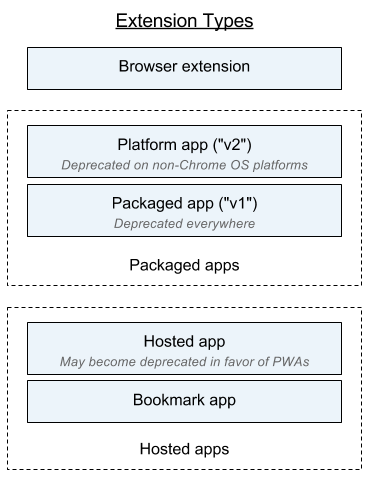 Extension Types
Browser extension
Platform app ("v2")
Deprecated on non-Chrome OS platforms
Packaged app ("v1")
Deprecated everywhere
Packaged apps
Hosted app
May become deprecated in favor of PWAs
Bookmark app
Hosted apps